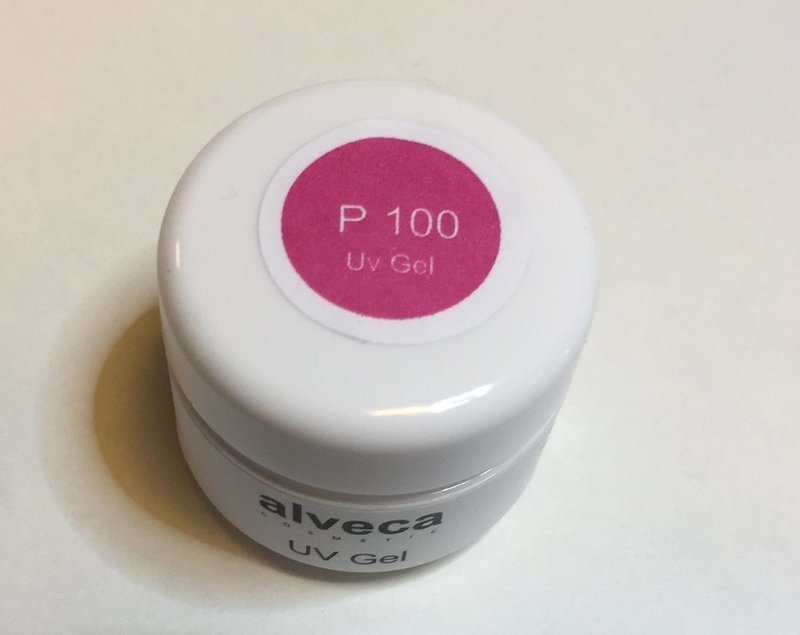 P 100
Uv Gel
alveca
COSMETIC
UV Gel